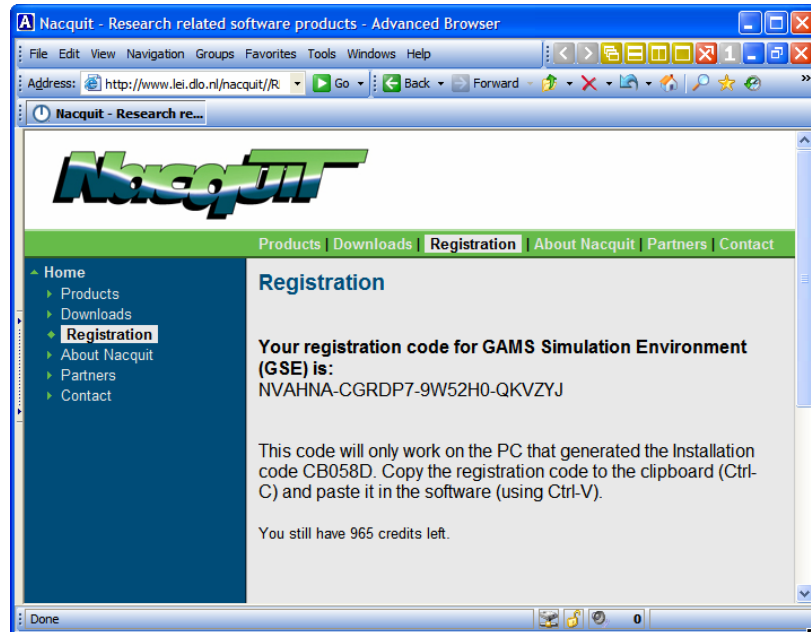 Nacquit - Research related software products - Advanced Browser
File Edit View Navigation Groups Favorites Tools Windows Help
1
Address: http://www.lei.dlo.nl/nacquit//R Go Back Forward
Nacquit - Research re...
NacquiT
Products | Downloads | Registration | About Nacquit | Partners | Contact
Home
Products
Downloads
Registration
About Nacquit
Partners
Contact
Registration
Your registration code for GAMS Simulation Environment
(GSE) is:
NVAHNA-CGRDP7-9W52H0-QKVZYJ
This code will only work on the PC that generated the Installation
code CB058D. Copy the registration code to the clipboard (Ctrl-
C) and paste it in the software (using Ctrl-V).
You still have 965 credits left.
Done 0